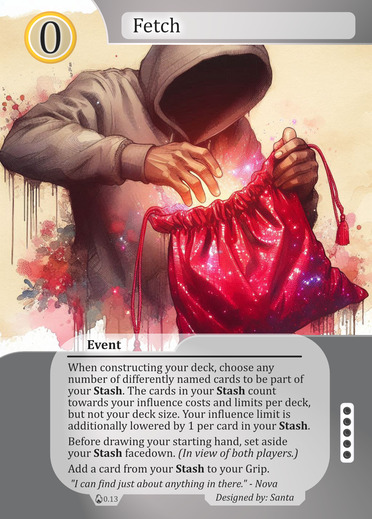 0
Fetch
Event
When constructing your deck, choose any
number of differently named cards to be part of
your Stash. The cards in your Stash count
towards your influence costs and limits per deck,
but not your deck size. Your influence limit is
additionally lowered by 1 per card in your Stash.
Before drawing your starting hand, set aside
your Stash facedown. (In view of both players.)
Add a card from your Stash to your Grip.
"I can find just about anything in there." - Nova
0.13
Designed by: Santa